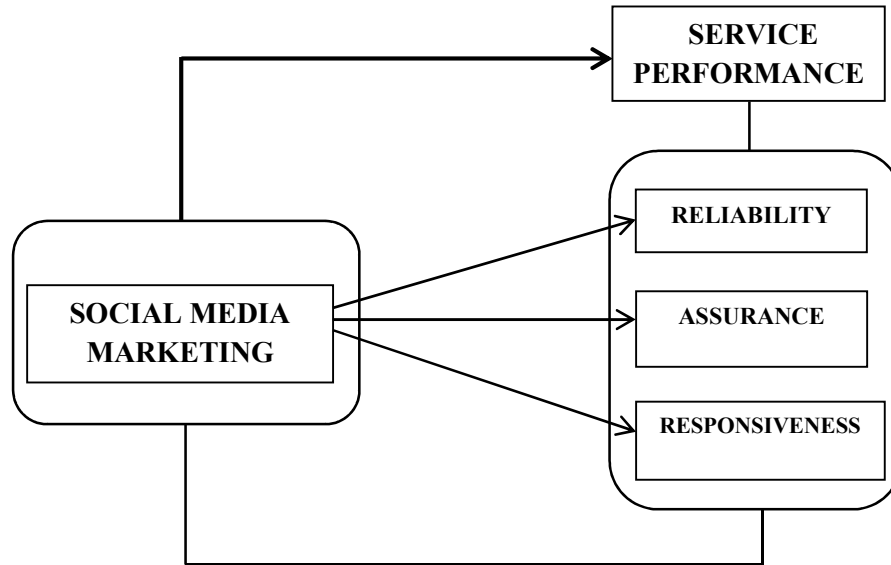 SERVICE
PERFORMANCE
RELIABILITY
SOCIAL MEDIA
MARKETING
ASSURANCE
RESPONSIVENESS